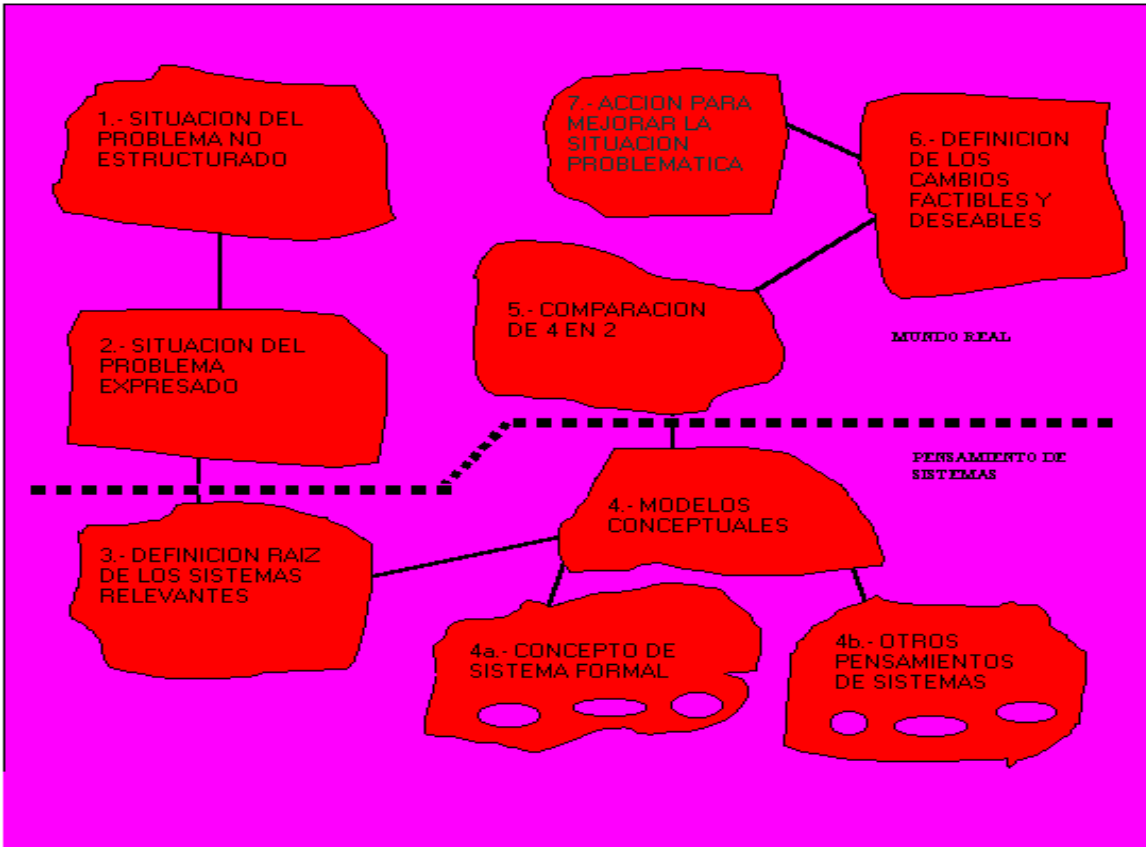 1.- SITUACION DEL
PROBLEMA NO
ESTRUCTURADO
2.- SITUACION DEL
PROBLEMA
EXPRESADO
3.- DEFINICION RAIZ
DE LOS SISTEMAS
RELEVANTES
4.- MODELOS
CONCEPTUALES
4a.- CONCEPTO DE
SISTEMA FORMAL
4b.- OTROS
PENSAMIENTOS
DE SISTEMAS
5.- COMPARACION
DE 4 EN 2
6.- DEFINICION
DE LOS
CAMBIOS
FACTIBLES Y
DESEABLES
7.- ACCION PARA
MEJORAR LA
SITUACION
PROBLEMATICA
MUNDO REAL
PENSAMIENTO DE
SISTEMAS